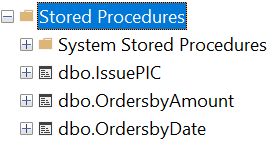 Stored Procedures
System Stored Procedures
dbo.IssuePIC
dbo.OrdersbyAmount
dbo.OrdersbyDate